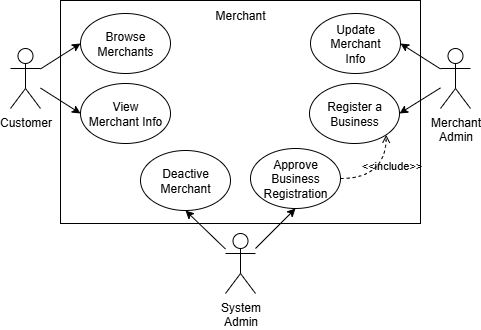 Merchant
Browse
Merchants
Update
Merchant
Info
View
Merchant Info
Register a
Business
Customer
Merchant
Admin
Deactive
Merchant
Approve
Business
Registration
<<include>>
System
Admin